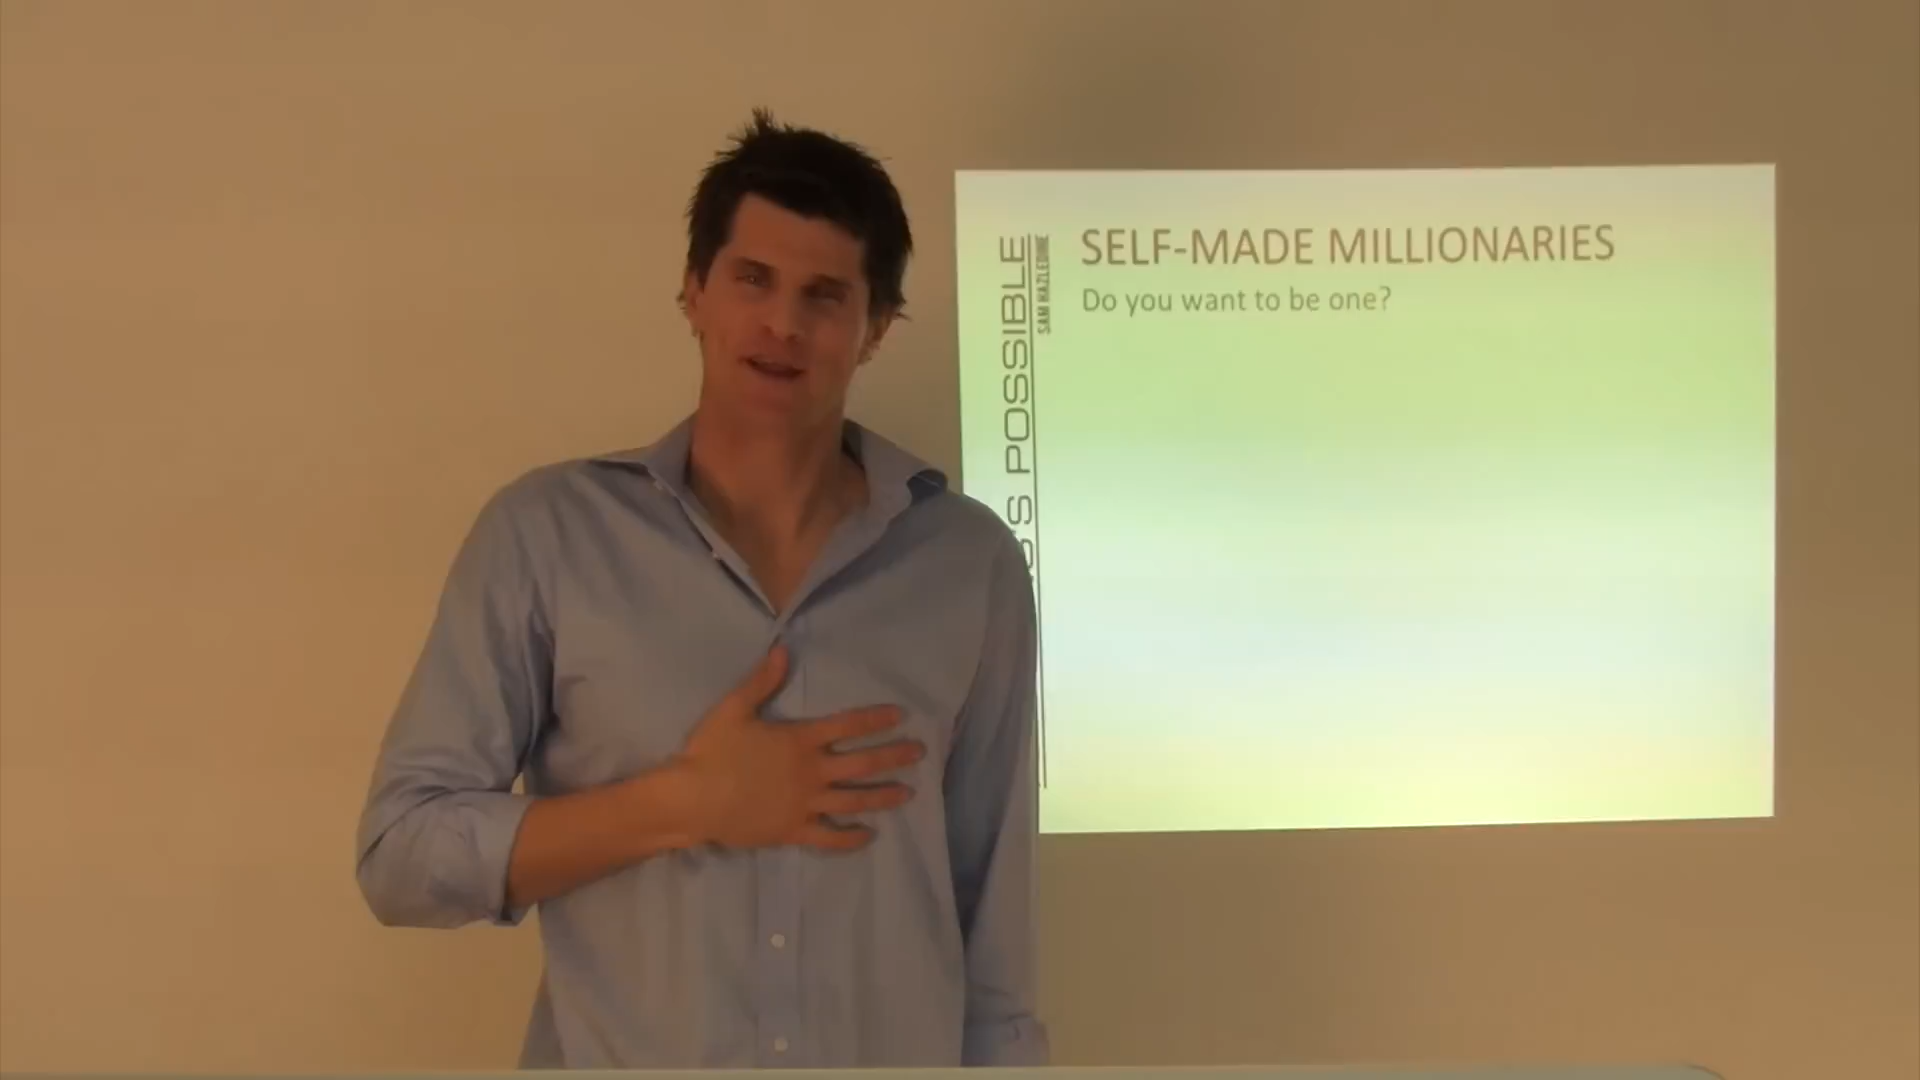 SELF-MADE MILLIONARIES
Do you want to be one?
POSSIBLE
SAM HAZLEDINE